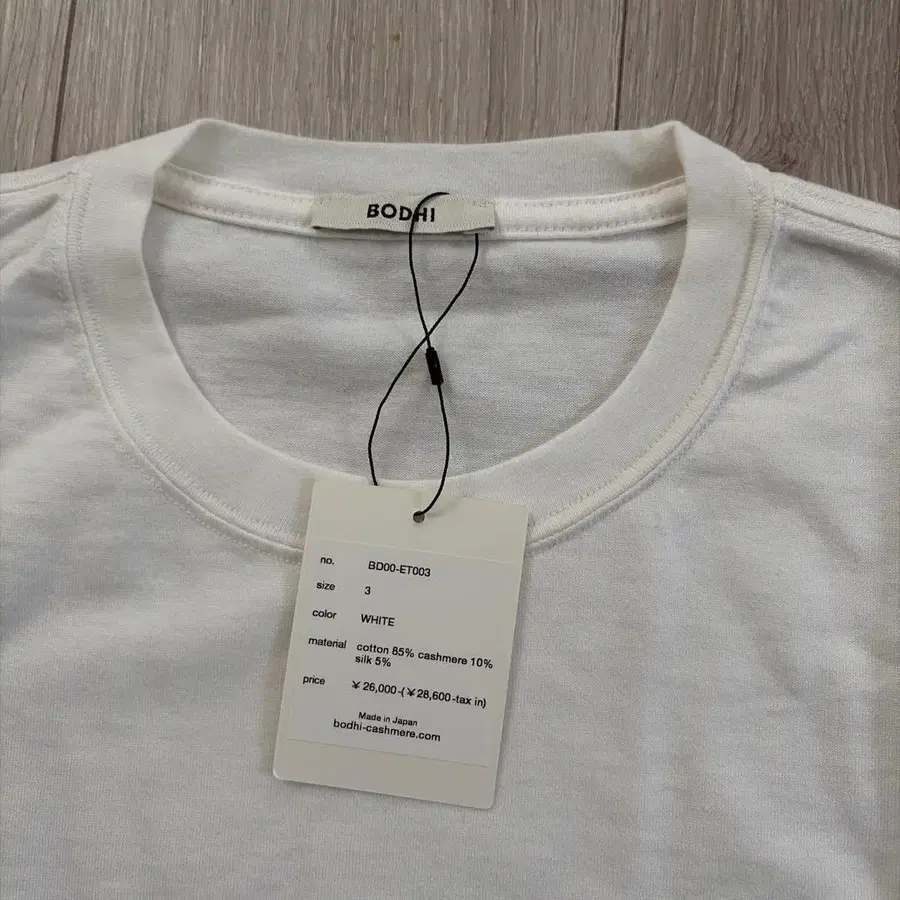 BODHI
no. BD00-ET003
size 3
color WHITE
material cotton 85% cashmere 10%
silk 5%
price ¥26,000-(¥28,600-tax in)
Made in Japan
bodhi-cashmere.com